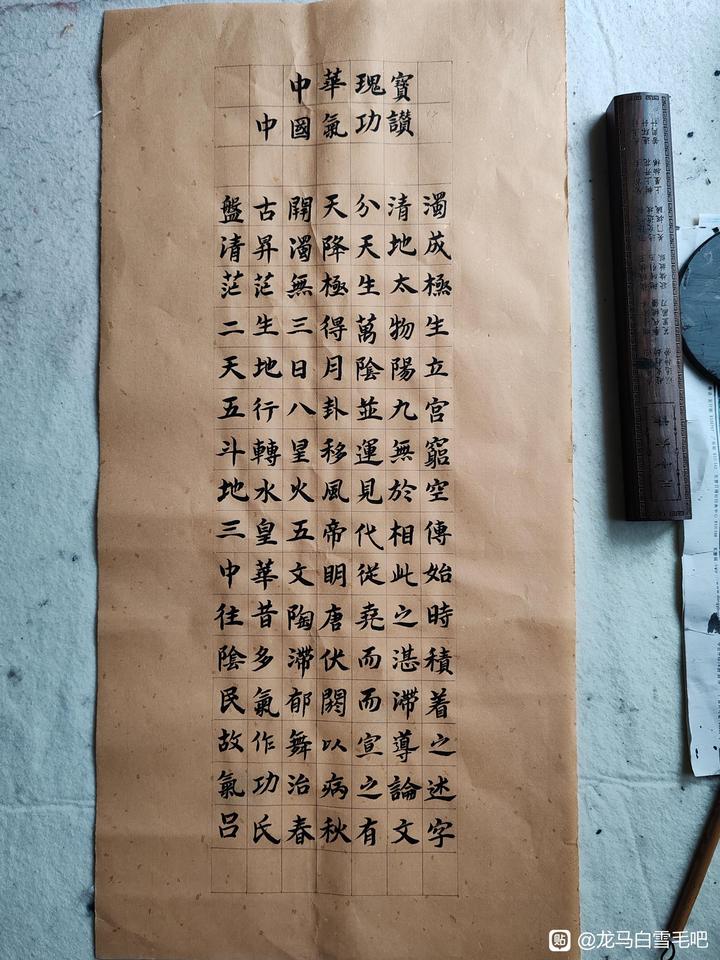 中華瑰寶
中國氣功讚
盤古開天分清濁
清昇濁降天地成
茫茫無極生太極
二生三得萬物生
天地日月陰陽立
五行八卦並九宮
斗轉星移運無窮
地水火風見於空
三皇五帝代相傳
中華文明從此始
往昔陶唐堯之時
陰多滯伏而湛積
民氣郁閼而滯着
故作舞以宣導之
氣功治病之論述
呂氏春秋有文字
貼 @龙马白雪毛吧